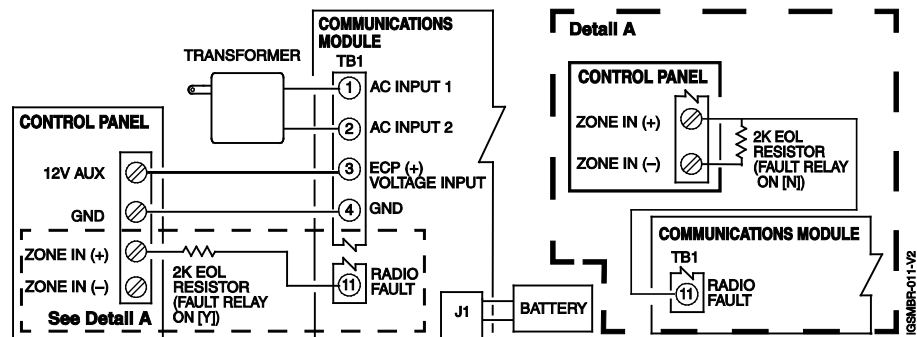 COMMUNICATIONS
MODULE
TRANSFORMER
TB1
1
AC INPUT 1
2
AC INPUT 2
CONTROL PANEL
12V AUX
3
ECP (+)
VOLTAGE INPUT
GND
4
GND
ZONE IN (+)
ZONE IN (–)
2K EOL
RESISTOR
(FAULT RELAY
ON [Y])
11
RADIO
FAULT
See Detail A
J1
BATTERY
Detail A
CONTROL PANEL
ZONE IN (+)
ZONE IN (–)
2K EOL
RESISTOR
(FAULT RELAY
ON [N])
COMMUNICATIONS MODULE
TB1
11
RADIO
FAULT
IGSMBR-011-V2